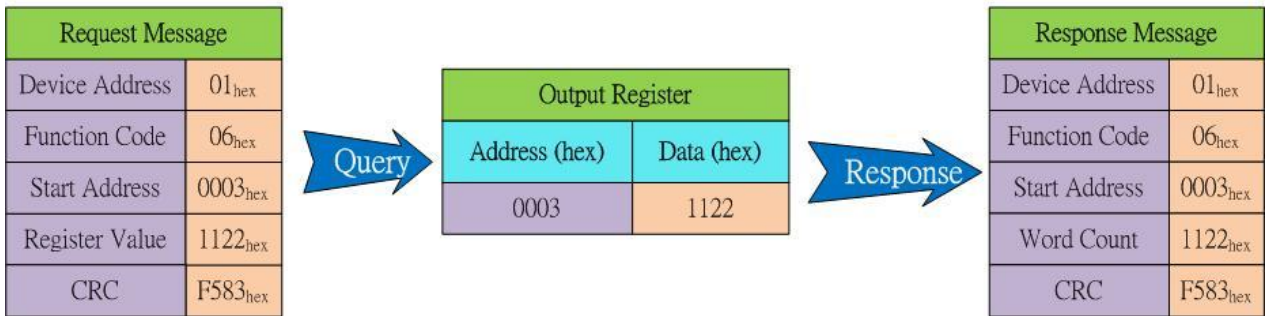 Request Message
Device Address 01hex
Function Code 06hex
Start Address 0003hex
Register Value 1122hex
CRC F583hex
Query
Output Register
Address (hex) Data (hex)
0003 1122
Response
Response Message
Device Address 01hex
Function Code 06hex
Start Address 0003hex
Word Count 1122hex
CRC F583hex